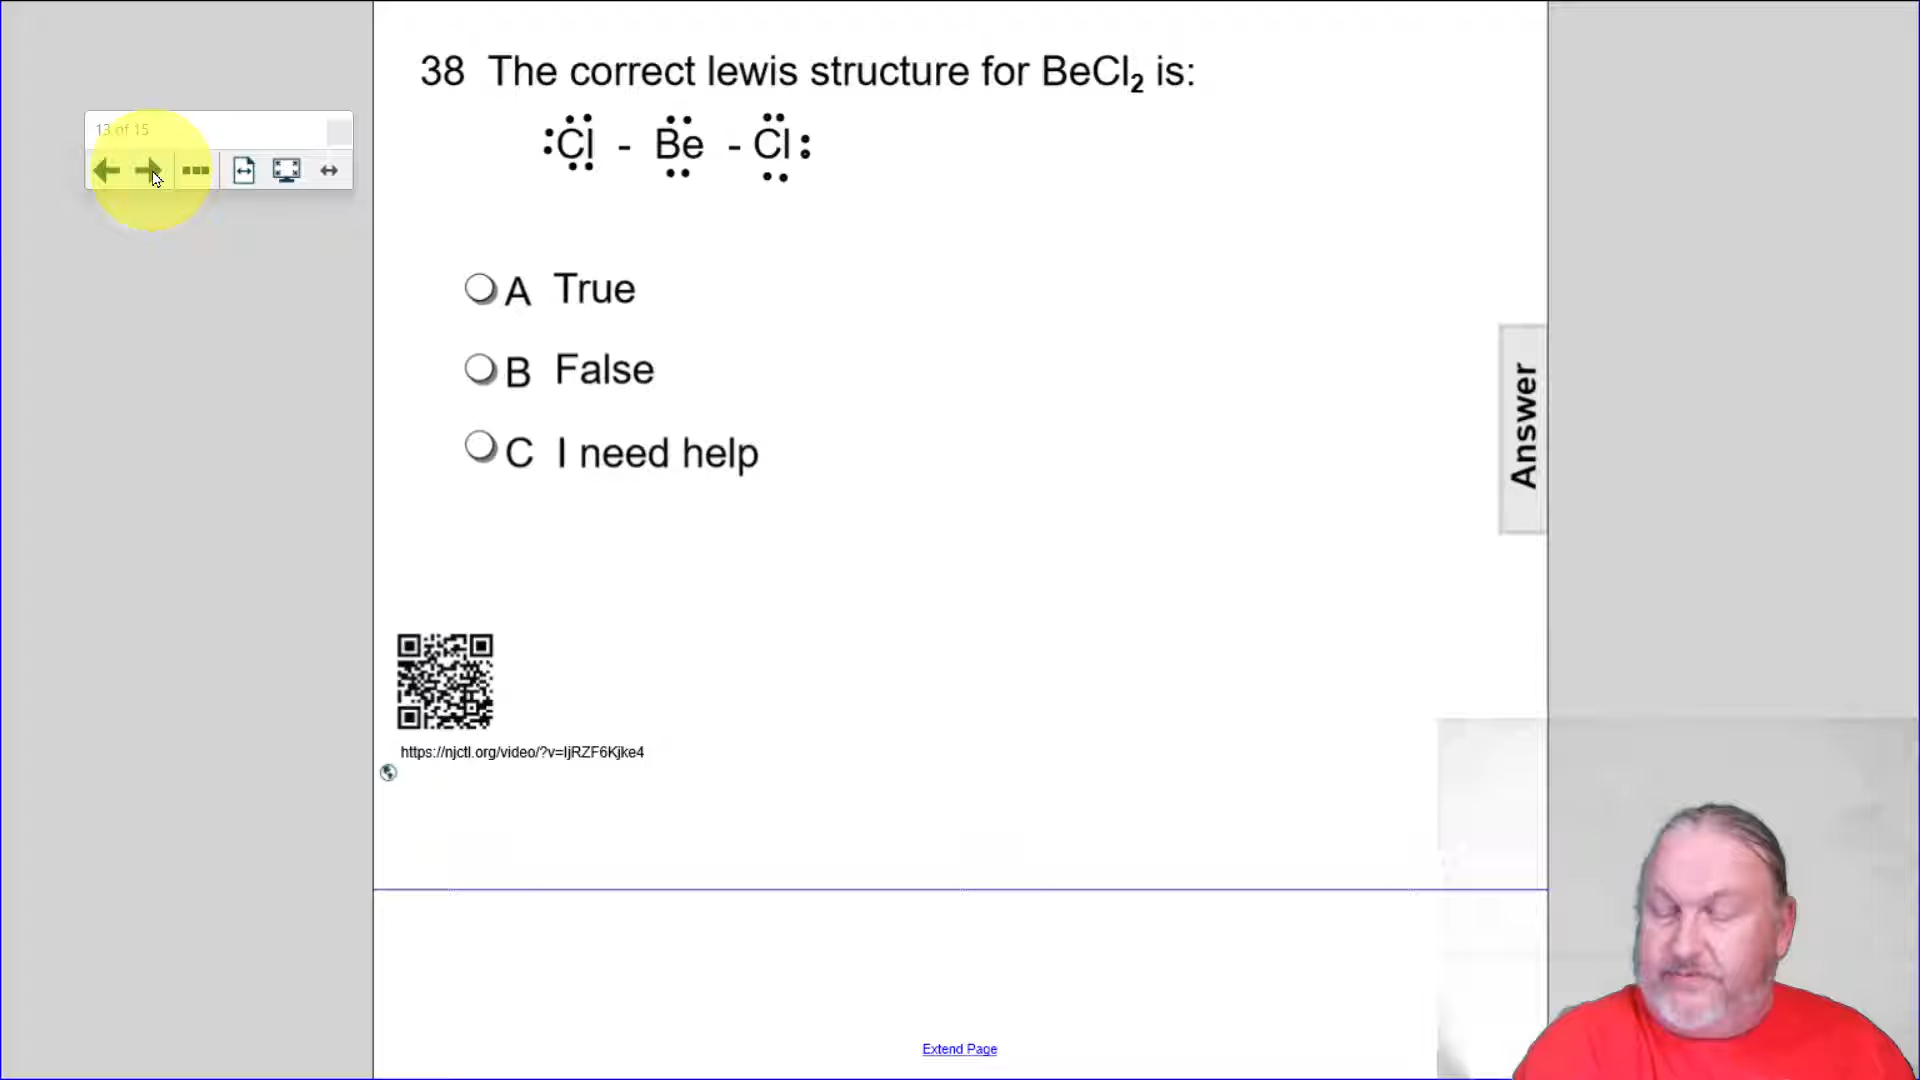 13 of 15
38 The correct lewis structure for BeCl₂ is:
Cl - Be - Cl
A True
B False
C I need help
Answer
https://njctl.org/video/?v=IjRZF6Kjke4
Extend Page